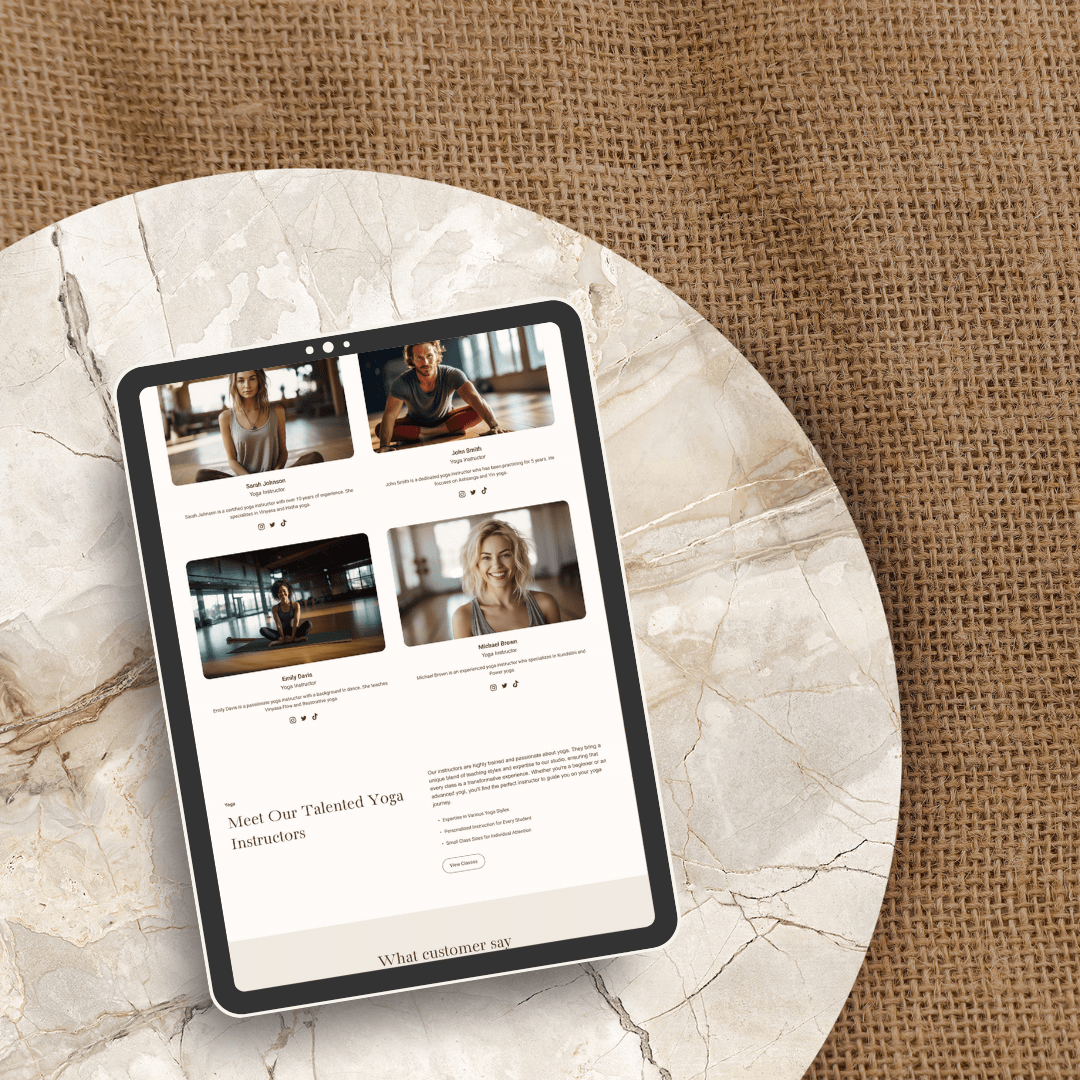 Sarah Johnson
Yoga Instructor
Sarah Johnson is a certified yoga instructor with over 10 years of experience. She
specializes in Vinyasa and Hatha yoga.
John Smith
Yoga Instructor
John Smith is a dedicated yoga instructor who has been practicing for 5 years. He
focuses on Ashtanga and Yin yoga.
Emily Davis
Yoga Instructor
Emily Davis is a passionate yoga instructor with a background in dance. She teaches
Vinyasa Flow and Restorative yoga.
Michael Brown
Yoga Instructor
Michael Brown is an experienced yoga instructor who specializes in Kundalini and
Power yoga.
Yoga
Meet Our Talented Yoga
Instructors
Our instructors are highly trained and passionate about yoga. They bring a
unique blend of teaching styles and expertise to our studio, ensuring that
every class is a transformative experience. Whether you're a beginner or an
advanced yogi, you'll find the perfect instructor to guide you on your yoga
journey.
• Expertise in Various Yoga Styles
• Personalized Instruction for Every Student
• Small Class Sizes for Individual Attention
View Classes
What customer say